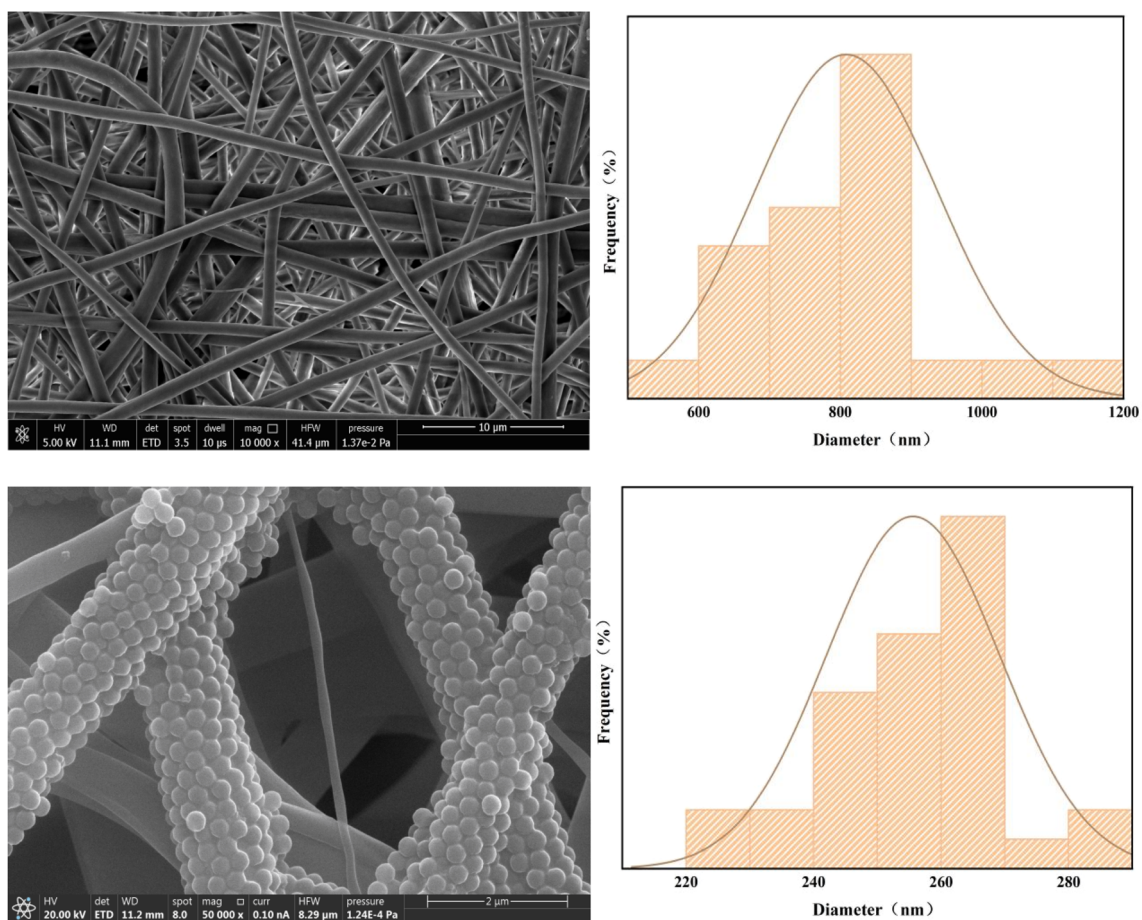 HV WD det spot dwell mag HFW pressure 10 µm
5.00 kV 11.1 mm ETD 3.5 10 µs 10 000 x 41.4 µm 1.37e-2 Pa
Frequency（%）
600 800 1000 1200
Diameter（nm）
HV det WD spot mag curr HFW pressure 2 µm
20.00 kV ETD 11.2 mm 8.0 50 000 x 0.10 nA 8.29 µm 1.24E-4 Pa
Frequency（%）
220 240 260 280
Diameter（nm）